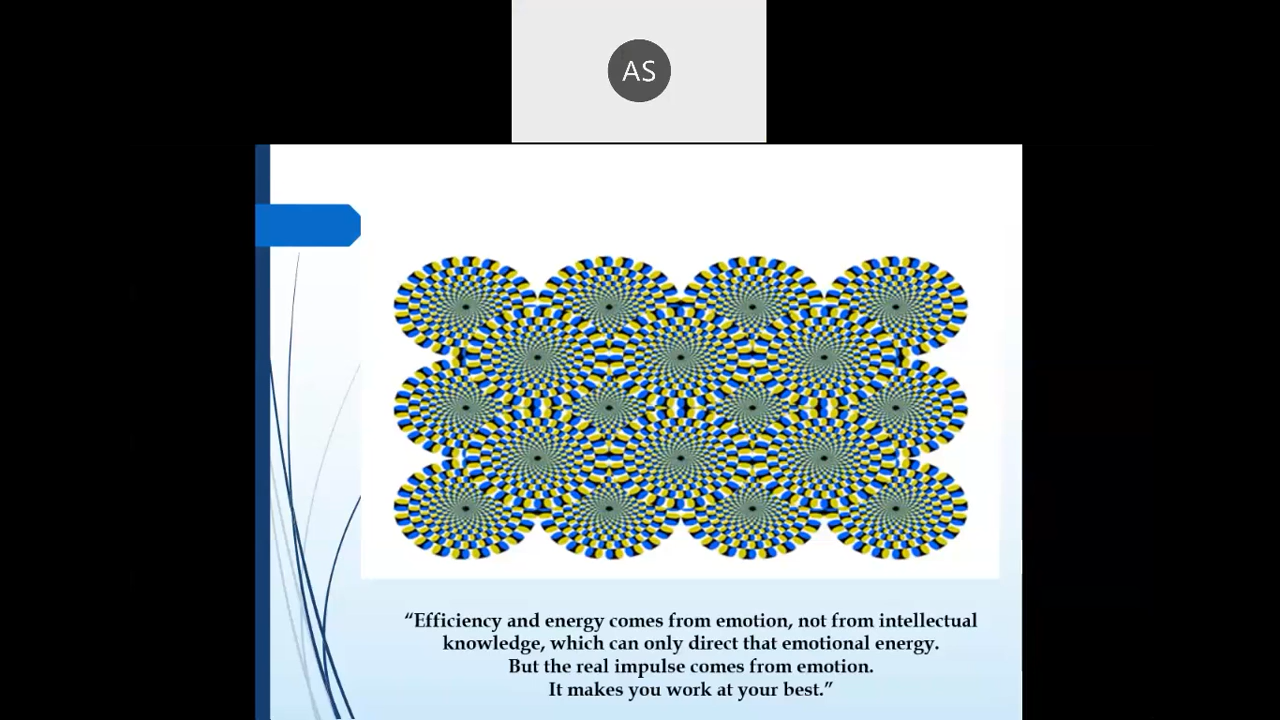 AS
“Efficiency and energy comes from emotion, not from intellectual
knowledge, which can only direct that emotional energy.
But the real impulse comes from emotion.
It makes you work at your best.”